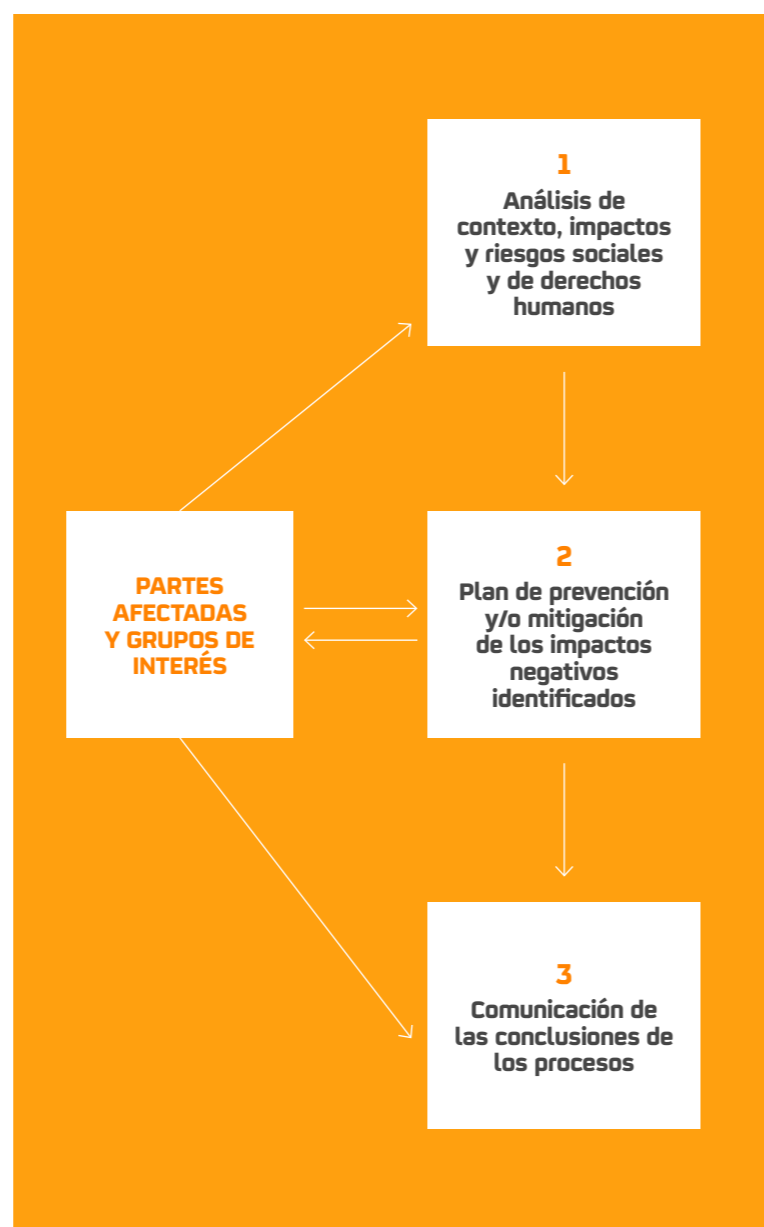 1
Análisis de
contexto, impactos
y riesgos sociales
y de derechos
humanos
PARTES
AFECTADAS
Y GRUPOS DE
INTERÉS
2
Plan de prevención
y/o mitigación
de los impactos
negativos
identificados
3
Comunicación de
las conclusiones de
los procesos